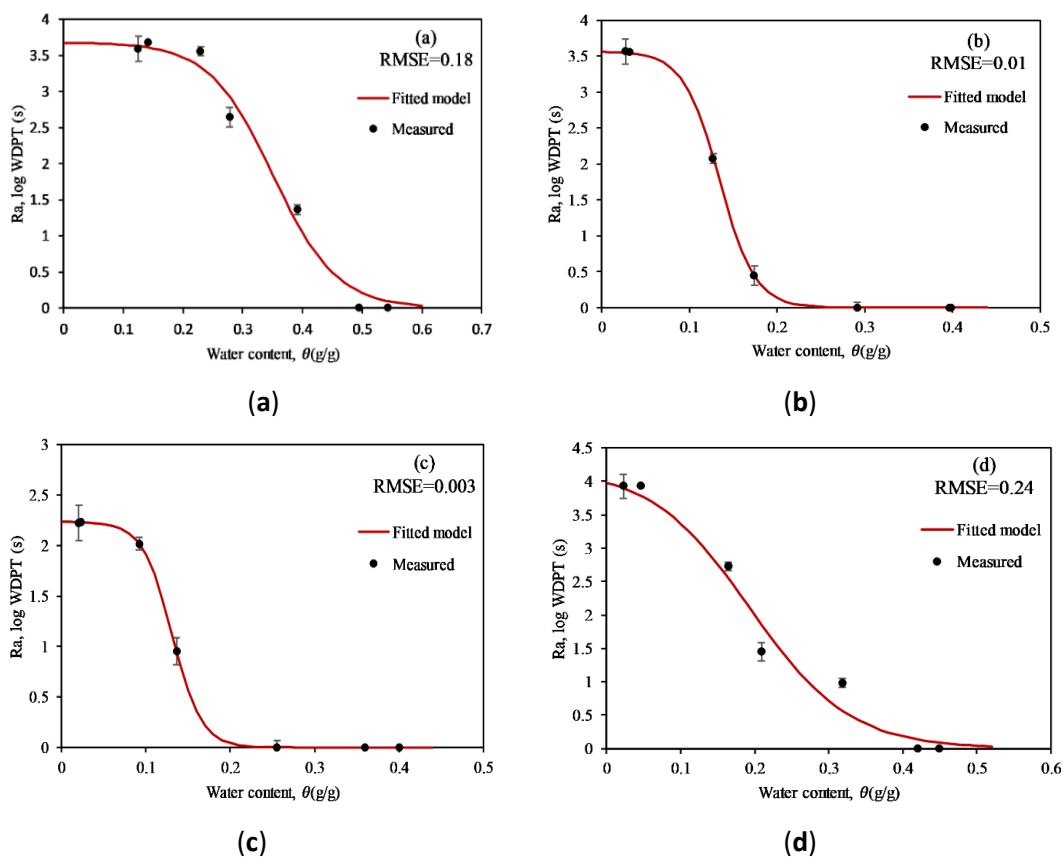 (a)
RMSE=0.18
Fitted model
Measured
Ra, log WDPT (s)
4
3.5
3
2.5
2
1.5
1
0.5
0
0 0.1 0.2 0.3 0.4 0.5 0.6 0.7
Water content, θ(g/g)
(a)
(b)
RMSE=0.01
Fitted model
Measured
Ra, log WDPT (s)
4
3.5
3
2.5
2
1.5
1
0.5
0
0 0.1 0.2 0.3 0.4 0.5
Water content, θ(g/g)
(b)
(c)
RMSE=0.003
Fitted model
Measured
Ra, log WDPT (s)
3
2.5
2
1.5
1
0.5
0
0 0.1 0.2 0.3 0.4 0.5
Water content, θ(g/g)
(c)
(d)
RMSE=0.24
Fitted model
Measured
Ra, log WDPT (s)
4.5
4
3.5
3
2.5
2
1.5
1
0.5
0
0 0.1 0.2 0.3 0.4 0.5 0.6
Water content, θ(g/g)
(d)